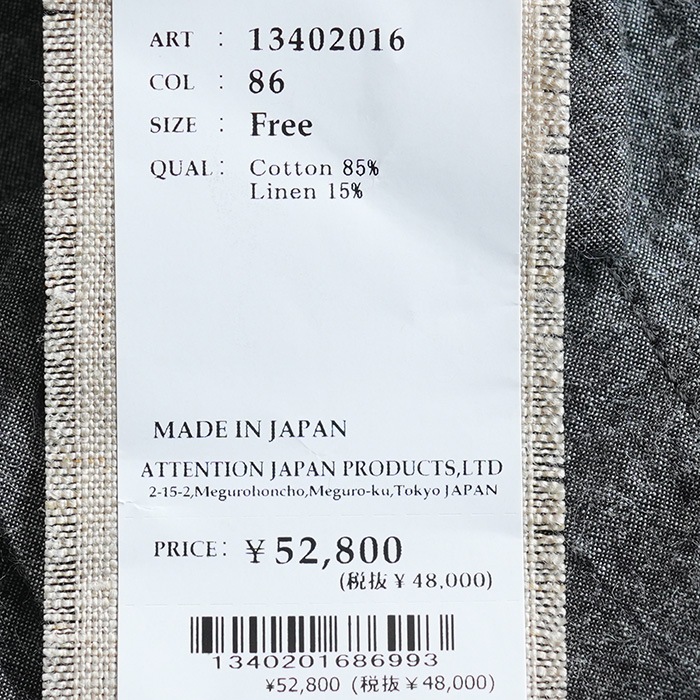 ART : 13402016
COL : 86
SIZE : Free
QUAL : Cotton 85%
Linen 15%
MADE IN JAPAN
ATTENTION JAPAN PRODUCTS,LTD
2-15-2,Megurohoncho,Meguro-ku,Tokyo JAPAN
PRICE : ¥ 52,800
(税抜 ¥ 48,000)
1340201686993
¥52,800 (税抜 ¥48,000)